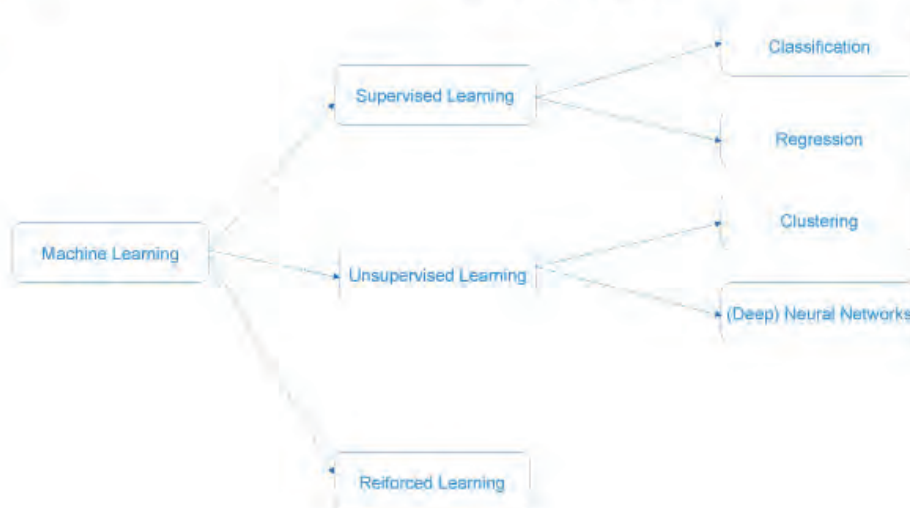 Classification
Supervised Learning
Regression
Clustering
Machine Learning
Unsupervised Learning
(Deep) Neural Networks
Reiforced Learning